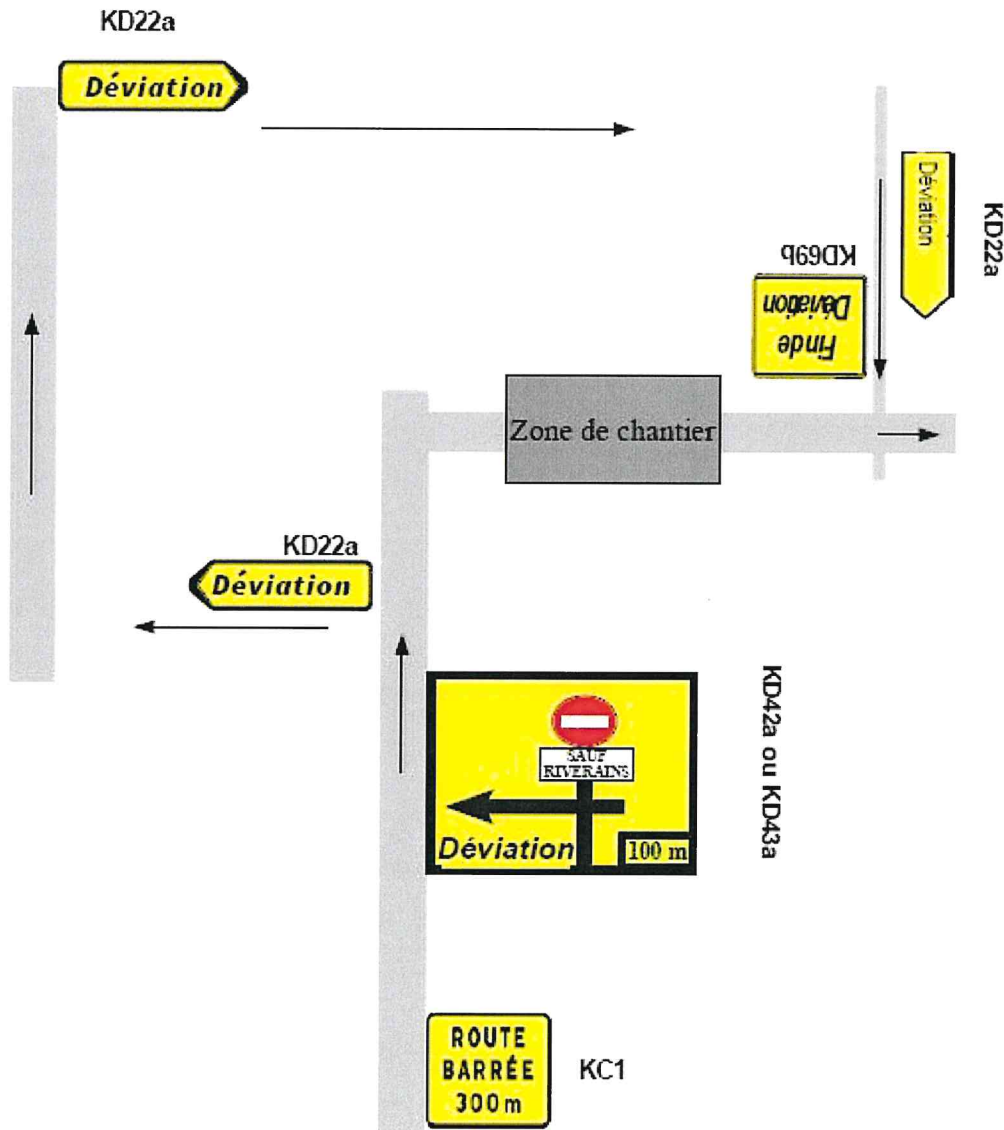 KD22a
Déviation
Déviation
KD22a
KD69b
Fin de
Déviation
Zone de chantier
KD22a
Déviation
SAUF
RIVERAINS
Déviation
100 m
KD42a ou KD43a
ROUTE
BARRÉE
300m
KC1